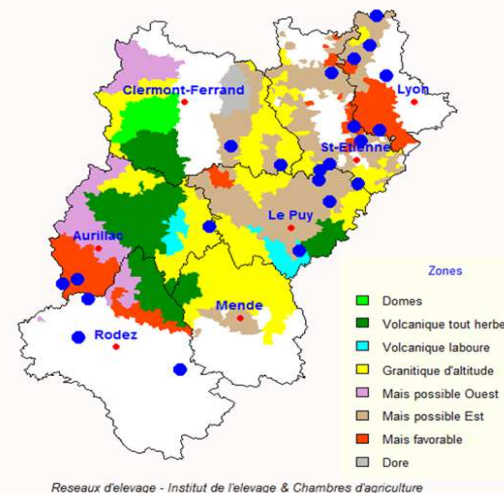 Clermont-Ferrand
Lyon
St-Etienne
Le Puy
Aurillac
Mende
Rodez
Zones
Domes
Volcanique tout herbe
Volcanique laboure
Granitique d'altitude
Mais possible Ouest
Mais possible Est
Mais favorable
Dore
Reseaux d'elevage - Institut de l'elevage & Chambres d'agriculture